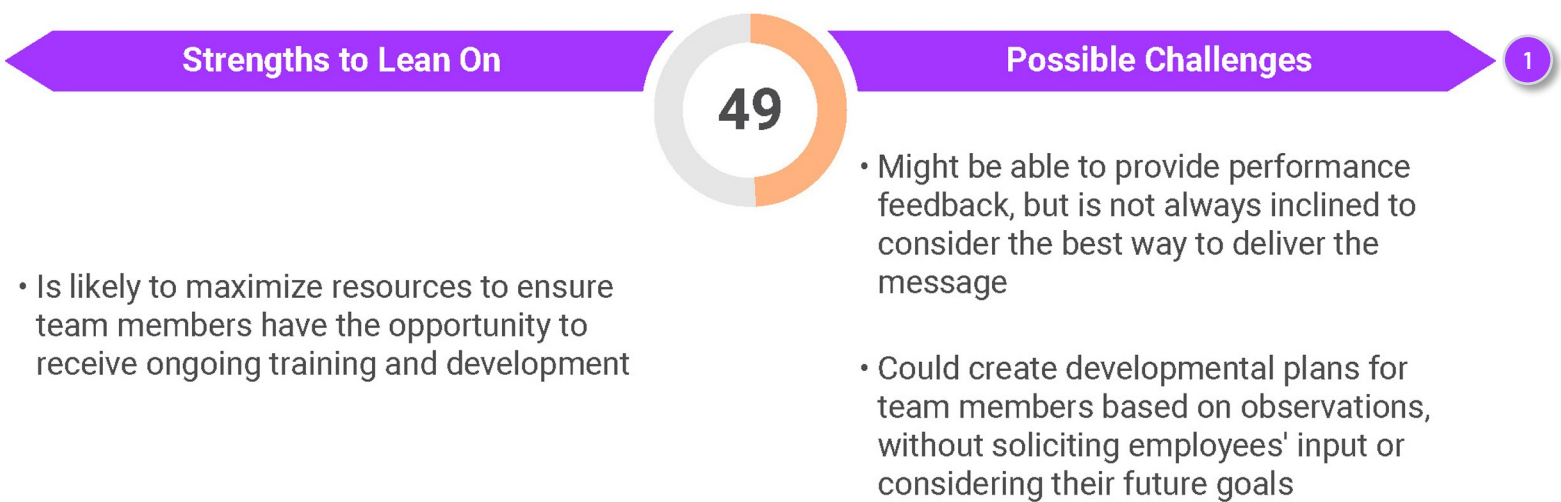 Strengths to Lean On
49
Possible Challenges
1
• Is likely to maximize resources to ensure
team members have the opportunity to
receive ongoing training and development
• Might be able to provide performance
feedback, but is not always inclined to
consider the best way to deliver the
message
• Could create developmental plans for
team members based on observations,
without soliciting employees' input or
considering their future goals